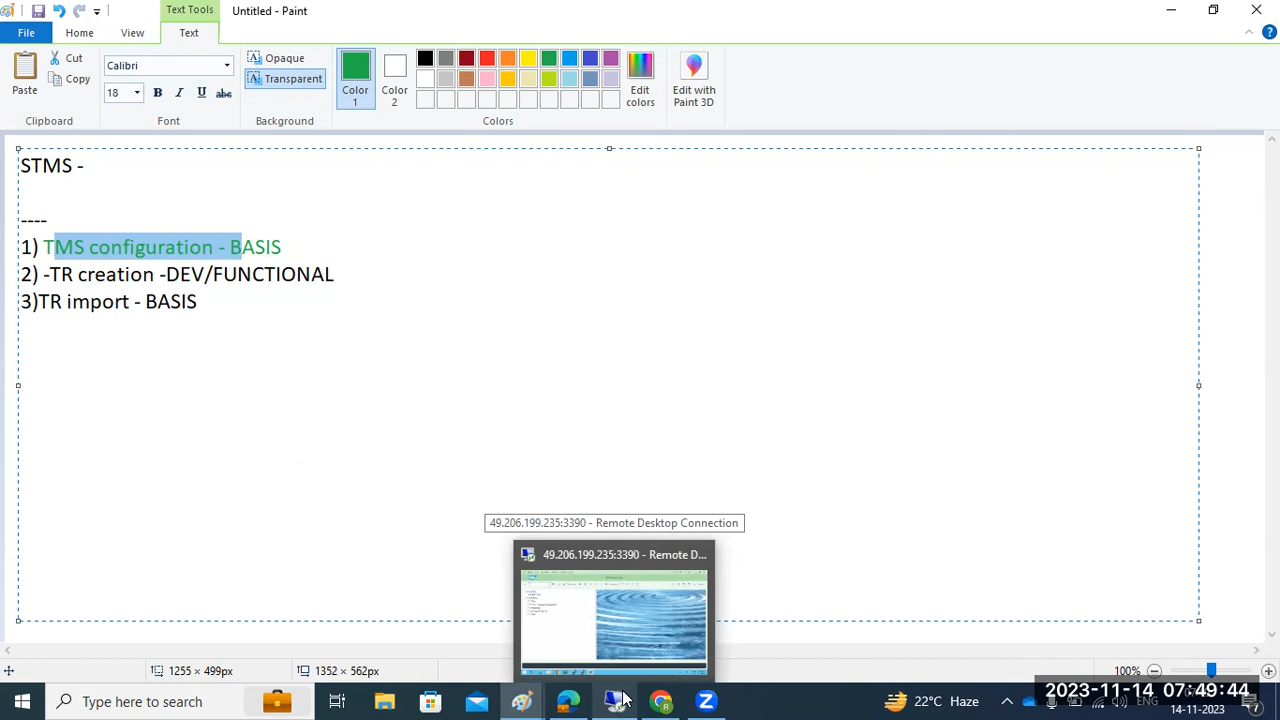 Text Tools
Untitled - Paint
File
Home
View
Text
Paste
Cut
Copy
Clipboard
Calibri
18
B
I
U
abc
Font
Opaque
Transparent
Background
Color
1
Color
2
Edit
colors
Colors
Edit with
Paint 3D
STMS -
----
1) TMS configuration - BASIS
2) -TR creation -DEV/FUNCTIONAL
3)TR import - BASIS
49.206.199.235:3390 - Remote Desktop Connection
49.206.199.235:3390 - Remote D...
1255 × 499px
1352 × 562px
100%
Type here to search
22°C Haze
ENG
2023-11-14 07:49:44
14-11-2023